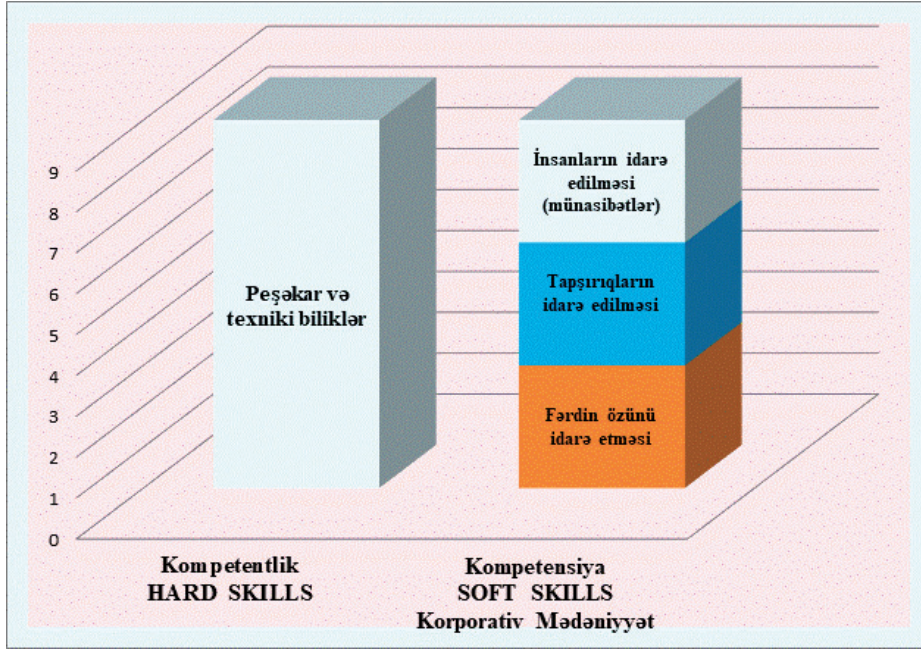 9
8
7
6
5
4
3
2
1
0
Peşəkar və
texniki biliklər
İnsanların idarə
edilməsi
(münasibətlər)
Tapşırıqların
idarə edilməsi
Fərdin özünü
idarə etməsi
Kompetentlik
HARD SKILLS
Kompetensiya
SOFT SKILLS
Korporativ Mədəniyyət